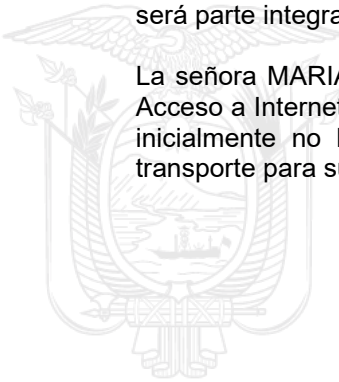 será parte integra
La señora MARIA
Acceso a Internet
inicialmente no
transporte para su